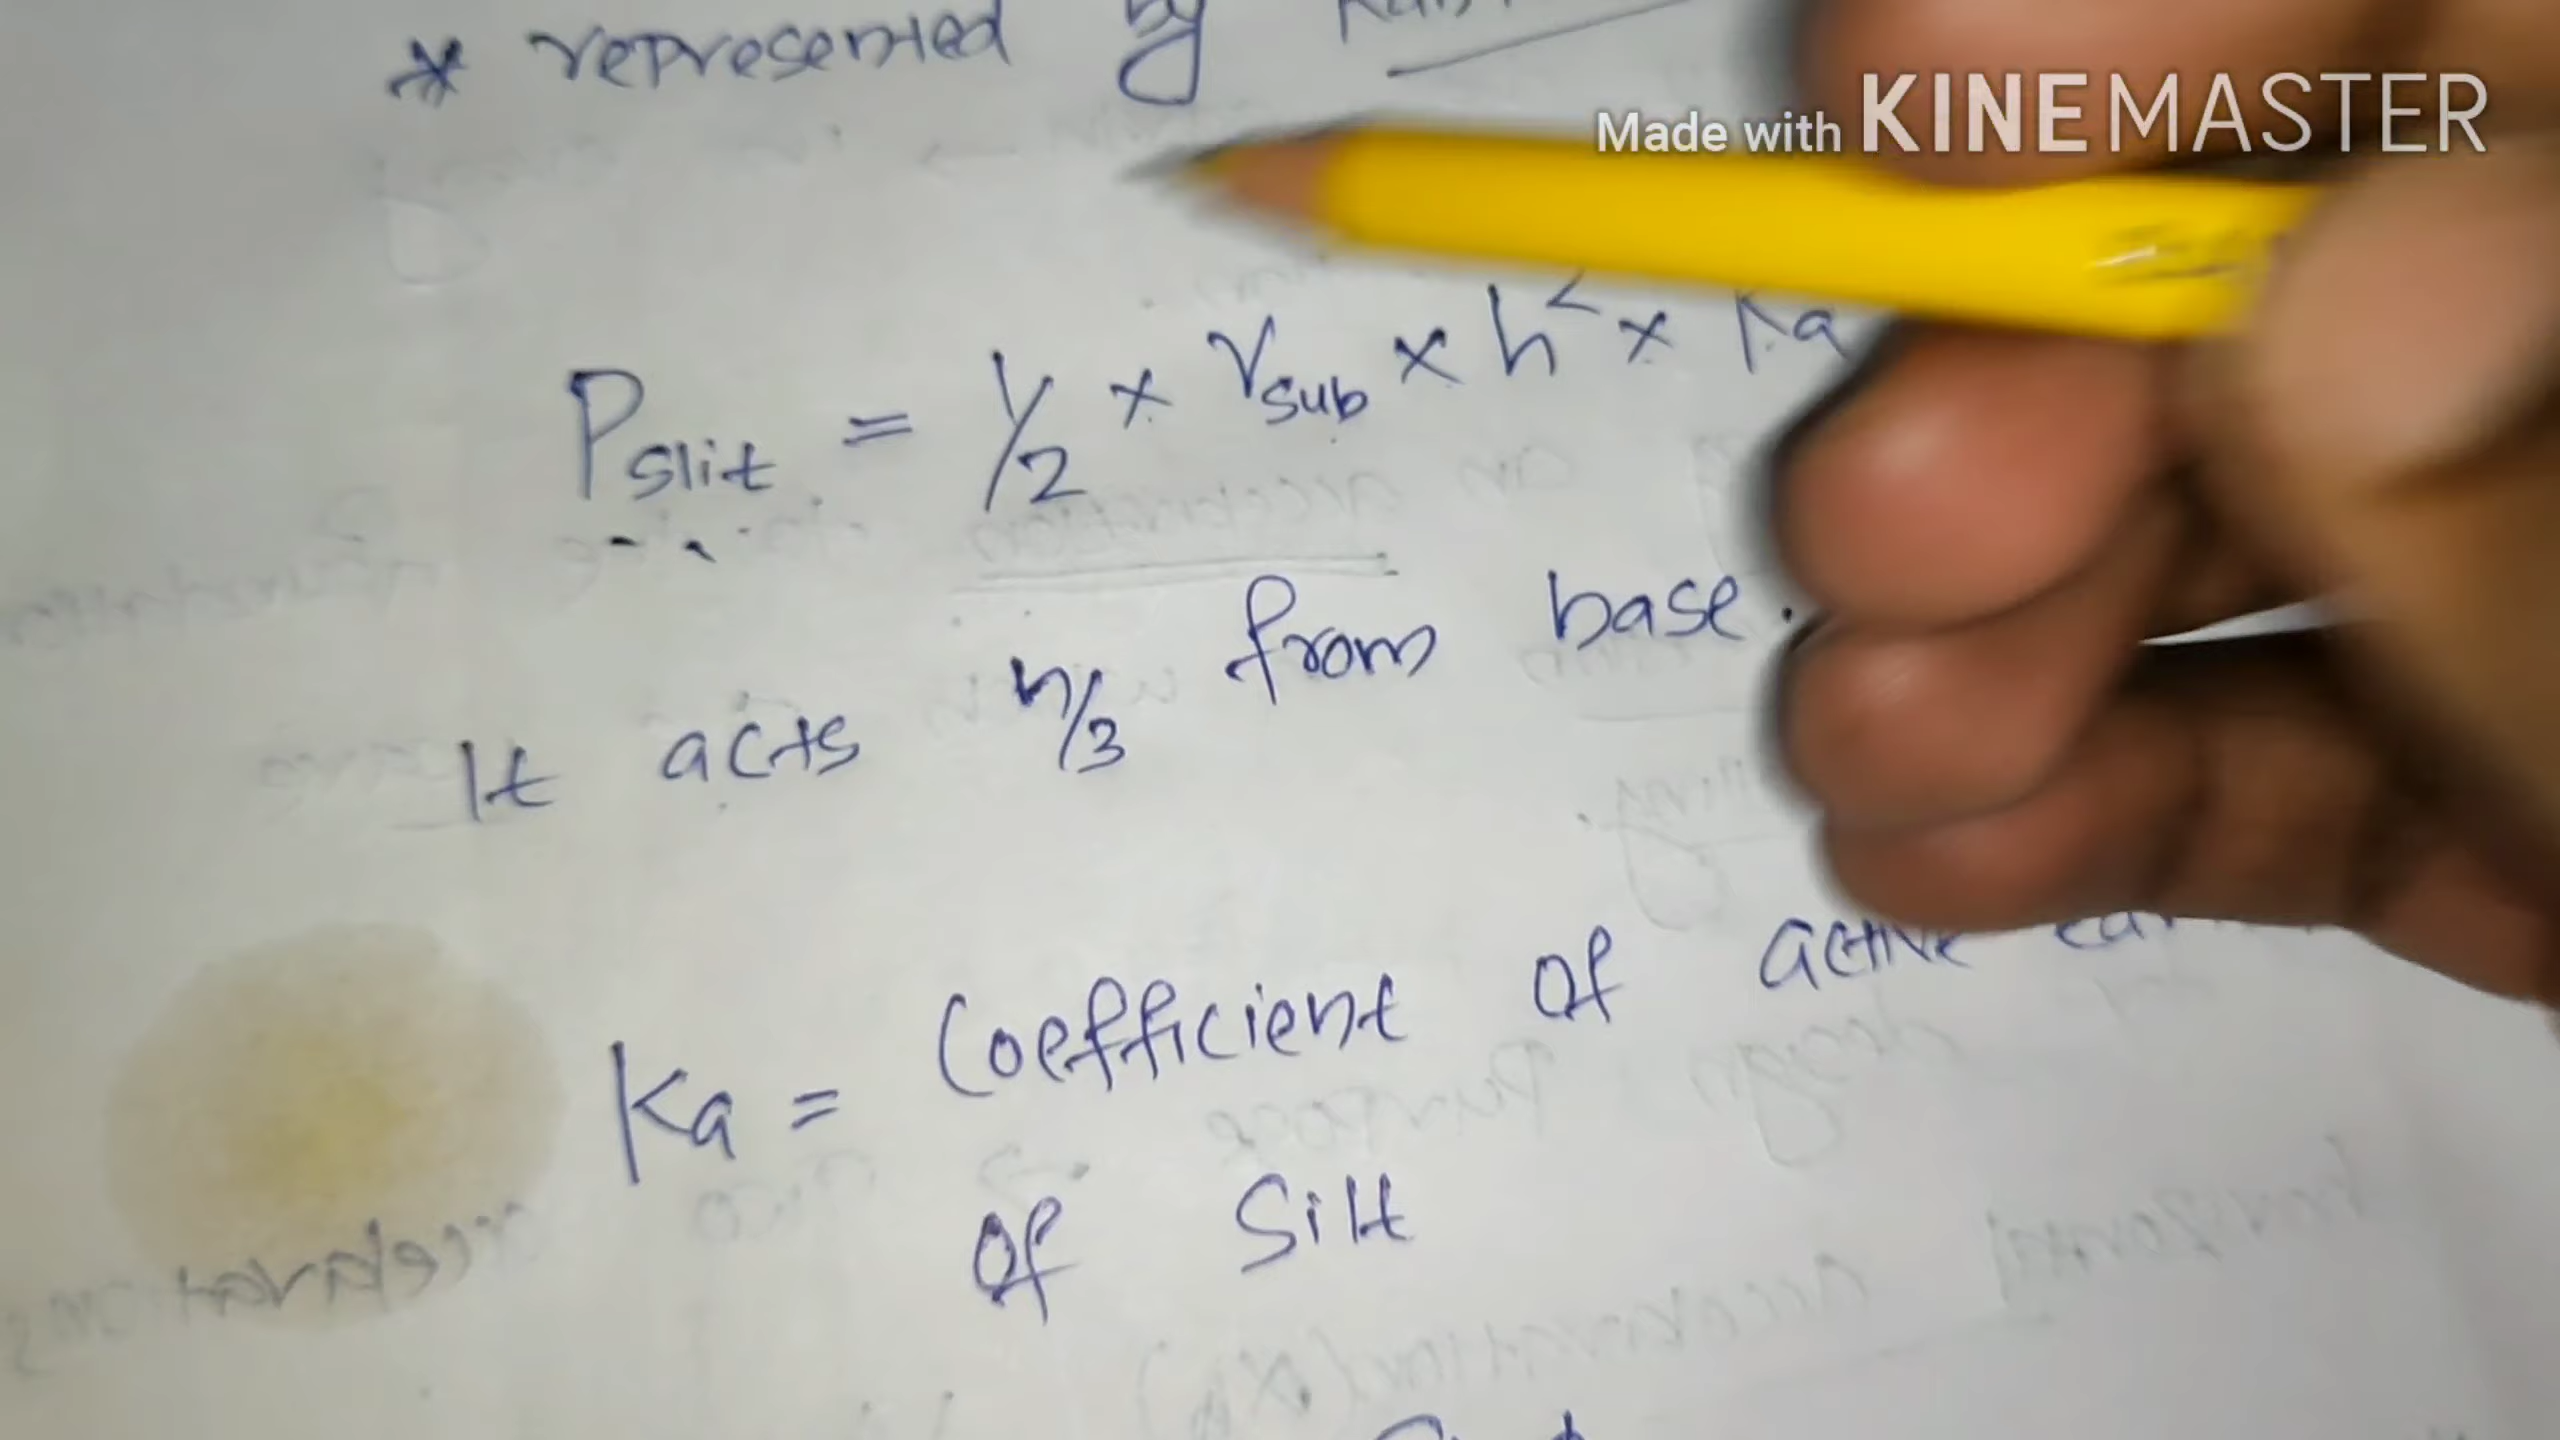 * represented by
Made with KINEMASTER
Pslit = 1/2 × γsub × h² × Ka
It acts h/3 from base.
Ka = Coefficient of active
of Silt